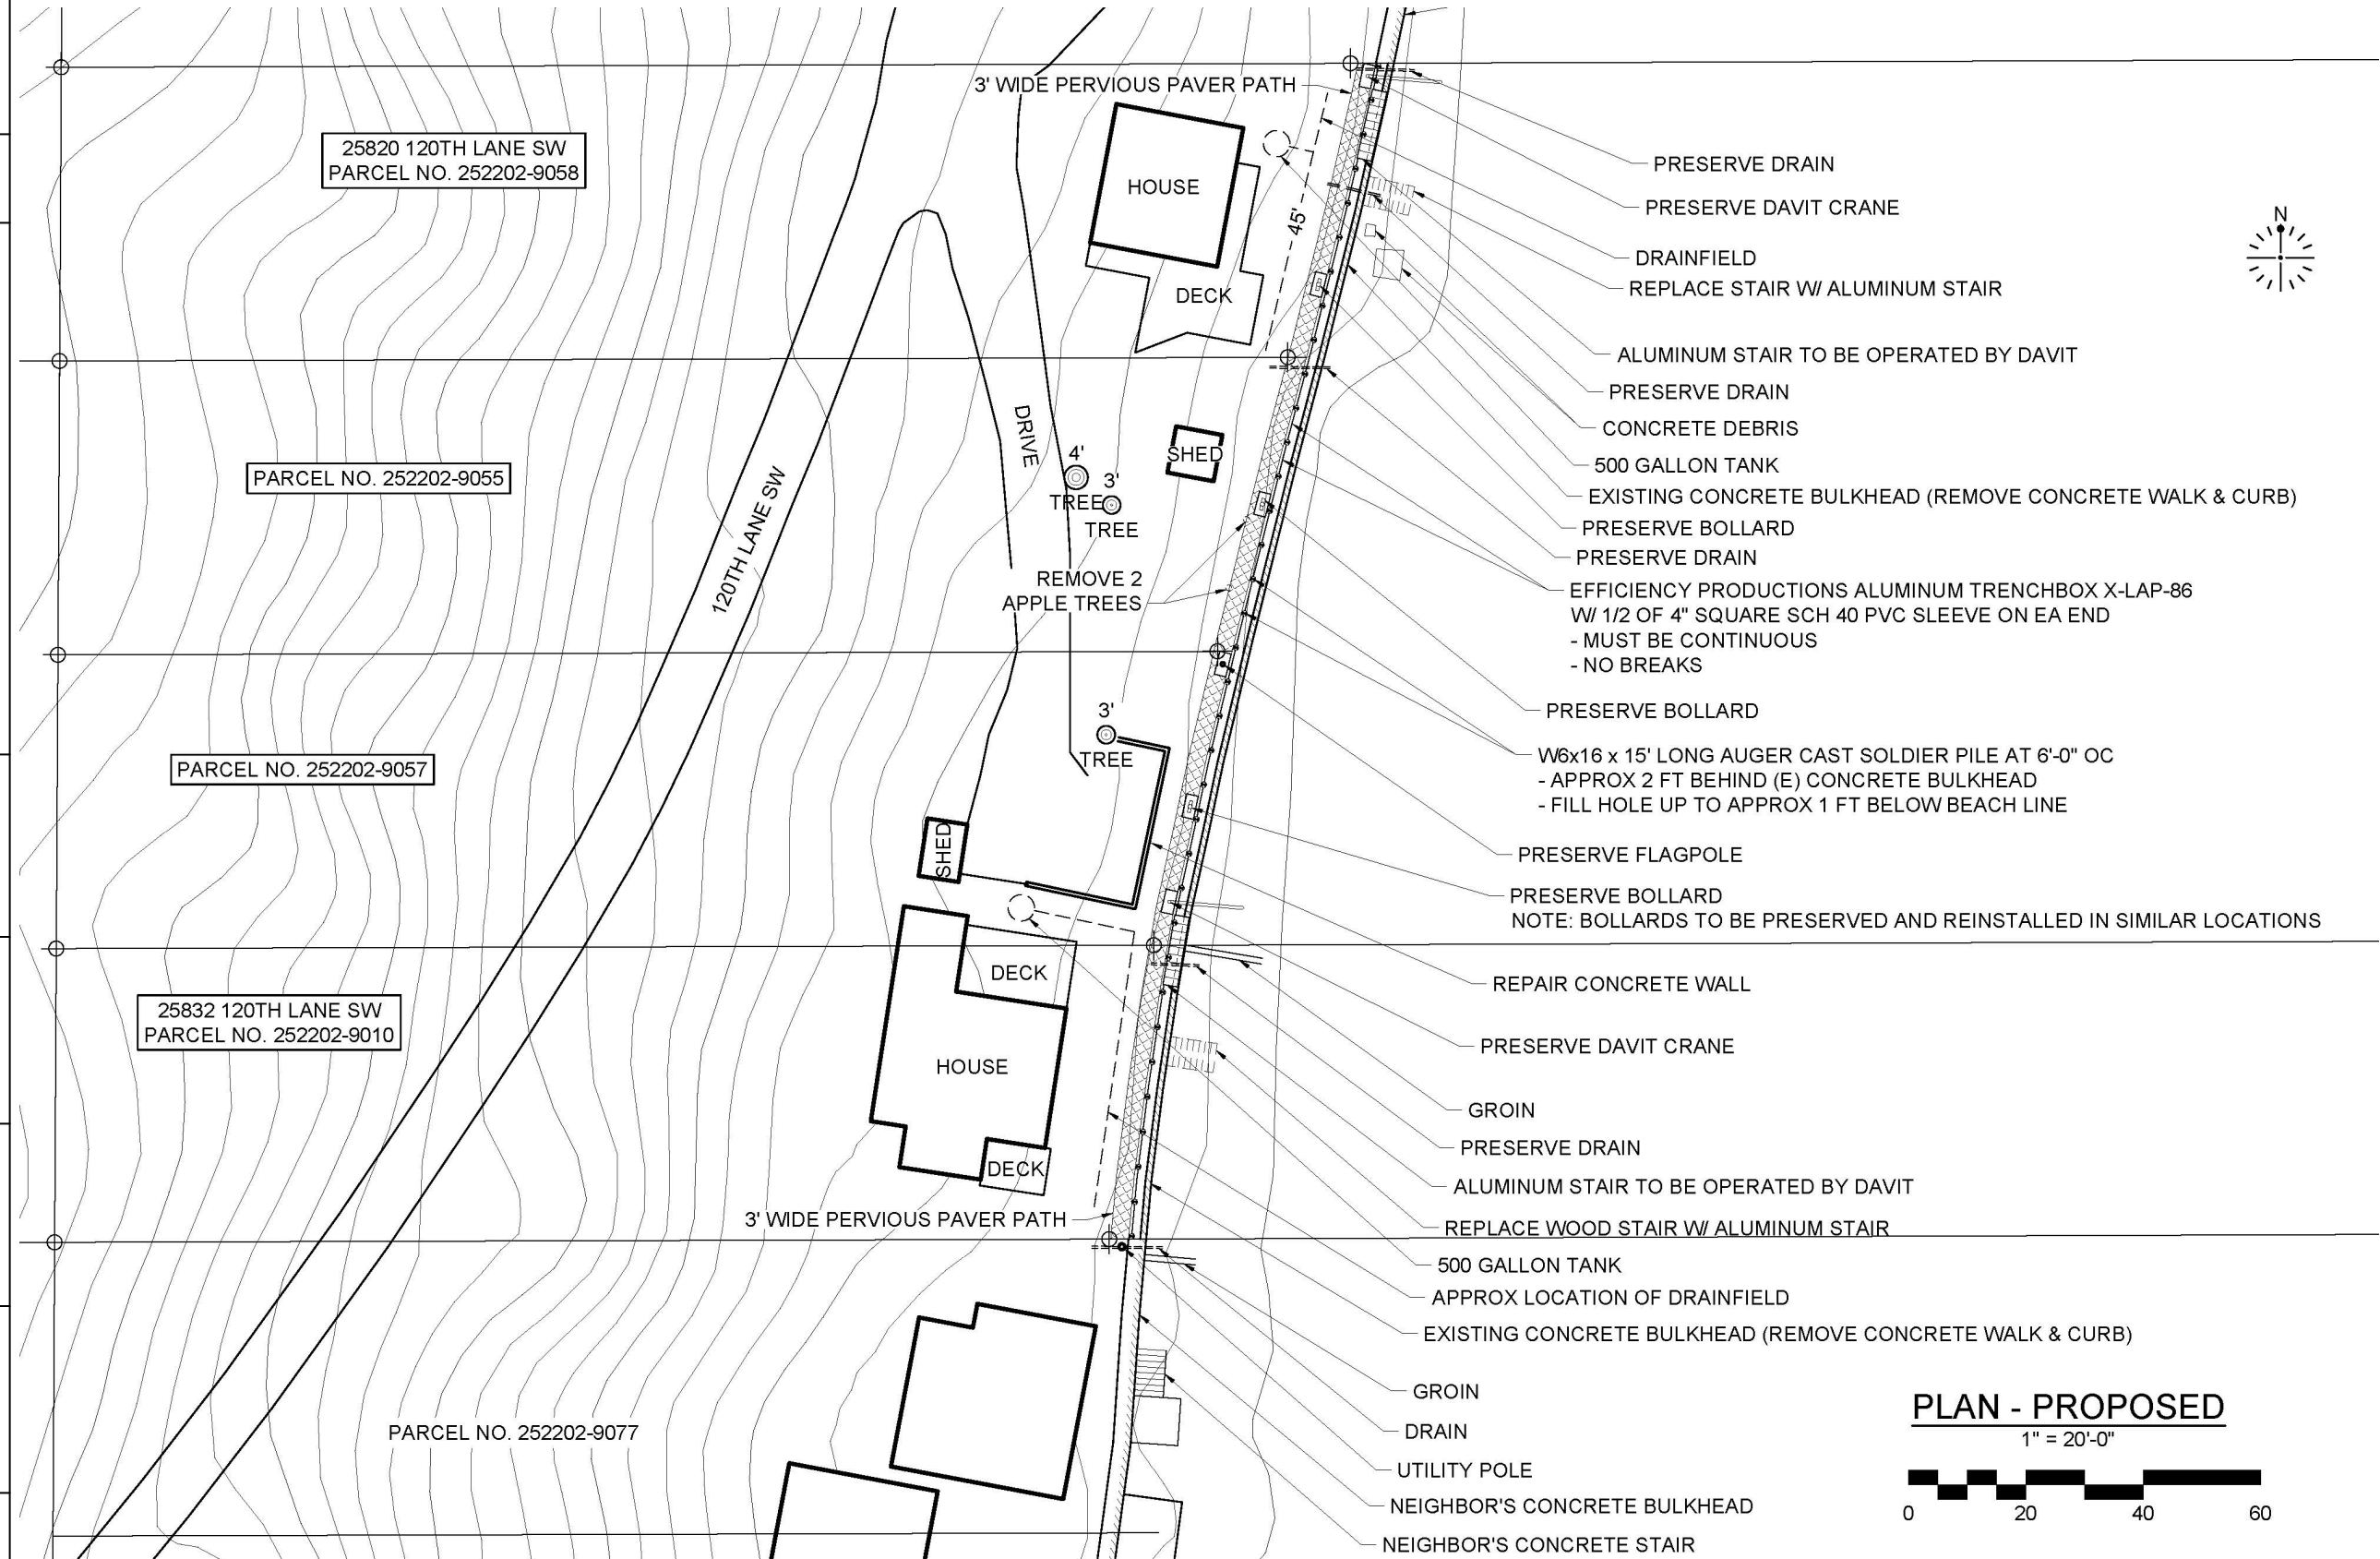 3' WIDE PERVIOUS PAVER PATH
25820 120TH LANE SW
PARCEL NO. 252202-9058
HOUSE
DECK
45'
N
PRESERVE DRAIN
PRESERVE DAVIT CRANE
DRAINFIELD
REPLACE STAIR W/ ALUMINUM STAIR
ALUMINUM STAIR TO BE OPERATED BY DAVIT
PRESERVE DRAIN
CONCRETE DEBRIS
500 GALLON TANK
EXISTING CONCRETE BULKHEAD (REMOVE CONCRETE WALK & CURB)
PRESERVE BOLLARD
PRESERVE DRAIN
EFFICIENCY PRODUCTIONS ALUMINUM TRENCHBOX X-LAP-86
W/ 1/2 OF 4" SQUARE SCH 40 PVC SLEEVE ON EA END
- MUST BE CONTINUOUS
- NO BREAKS
PRESERVE BOLLARD
W6x16 x 15' LONG AUGER CAST SOLDIER PILE AT 6'-0" OC
- APPROX 2 FT BEHIND (E) CONCRETE BULKHEAD
- FILL HOLE UP TO APPROX 1 FT BELOW BEACH LINE
PRESERVE FLAGPOLE
PRESERVE BOLLARD
NOTE: BOLLARDS TO BE PRESERVED AND REINSTALLED IN SIMILAR LOCATIONS
REPAIR CONCRETE WALL
PRESERVE DAVIT CRANE
GROIN
PRESERVE DRAIN
ALUMINUM STAIR TO BE OPERATED BY DAVIT
REPLACE WOOD STAIR W/ ALUMINUM STAIR
500 GALLON TANK
APPROX LOCATION OF DRAINFIELD
EXISTING CONCRETE BULKHEAD (REMOVE CONCRETE WALK & CURB)
GROIN
DRAIN
UTILITY POLE
NEIGHBOR'S CONCRETE BULKHEAD
NEIGHBOR'S CONCRETE STAIR
DRIVE
SHED
4'
TREE
3'
TREE
PARCEL NO. 252202-9055
120TH LANE SW
REMOVE 2
APPLE TREES
3'
TREE
PARCEL NO. 252202-9057
SHED
DECK
25832 120TH LANE SW
PARCEL NO. 252202-9010
HOUSE
DECK
3' WIDE PERVIOUS PAVER PATH
PARCEL NO. 252202-9077
PLAN - PROPOSED
1" = 20'-0"
0 20 40 60